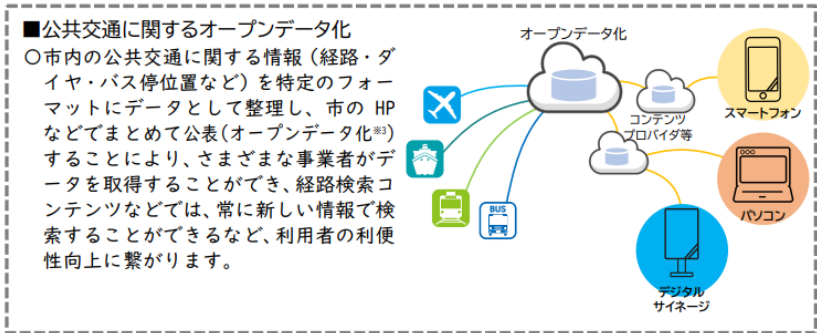 ■公共交通に関するオープンデータ化
〇市内の公共交通に関する情報（経路・ダ
イヤ・バス停位置など）を特定のフォー
マットにデータとして整理し、市の HP
などでまとめて公表(オープンデータ化※3)
することにより、さまざまな事業者がデ
ータを取得することができ、経路検索コ
ンテンツなどでは、常に新しい情報で検
索することができるなど、利用者の利便
性向上に繋がります。
オープンデータ化
コンテンツ
プロバイダ等
スマートフォン
パソコン
BUS
デジタル
サイネージ